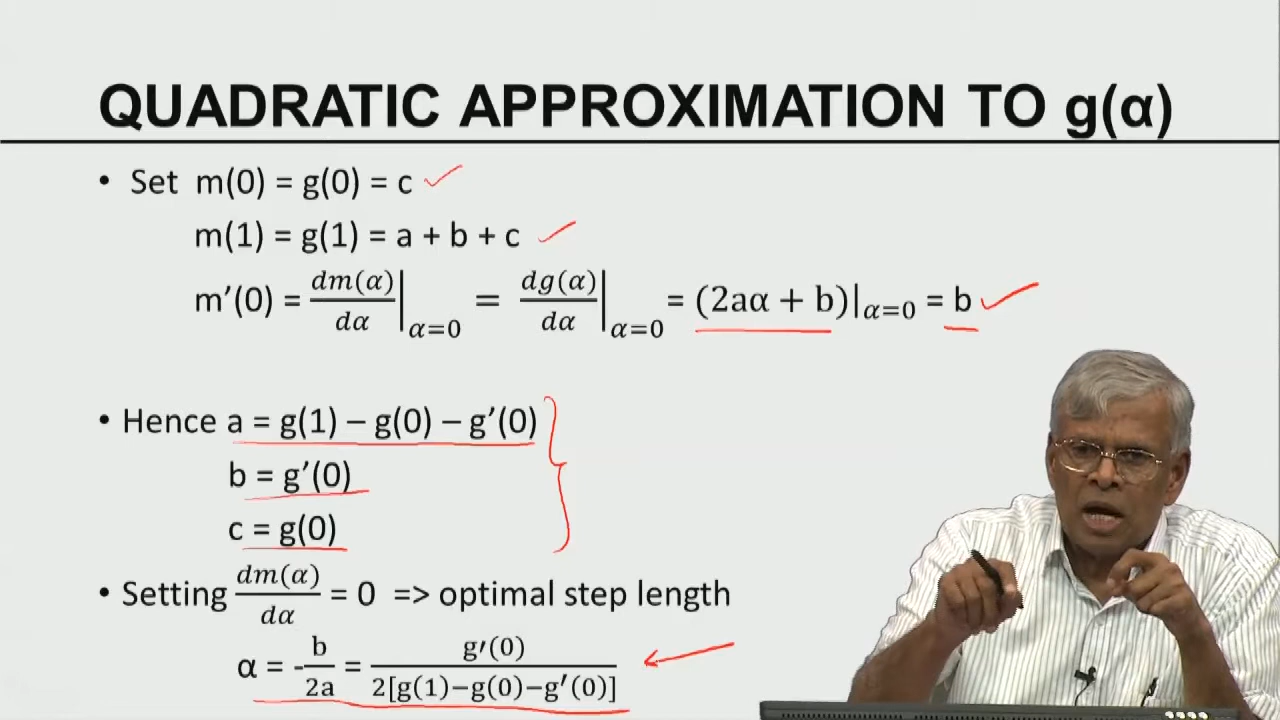 QUADRATIC APPROXIMATION TO g(α)
• Set m(0) = g(0) = c
m(1) = g(1) = a + b + c
m′(0) = dm(α)/dα |α=0 = dg(α)/dα |α=0 = (2aα + b)|α=0 = b
• Hence a = g(1) – g(0) – g′(0)
b = g′(0)
c = g(0)
• Setting dm(α)/dα = 0 => optimal step length
α = - b/2a = g′(0)/2[g(1)−g(0)−g′(0)]